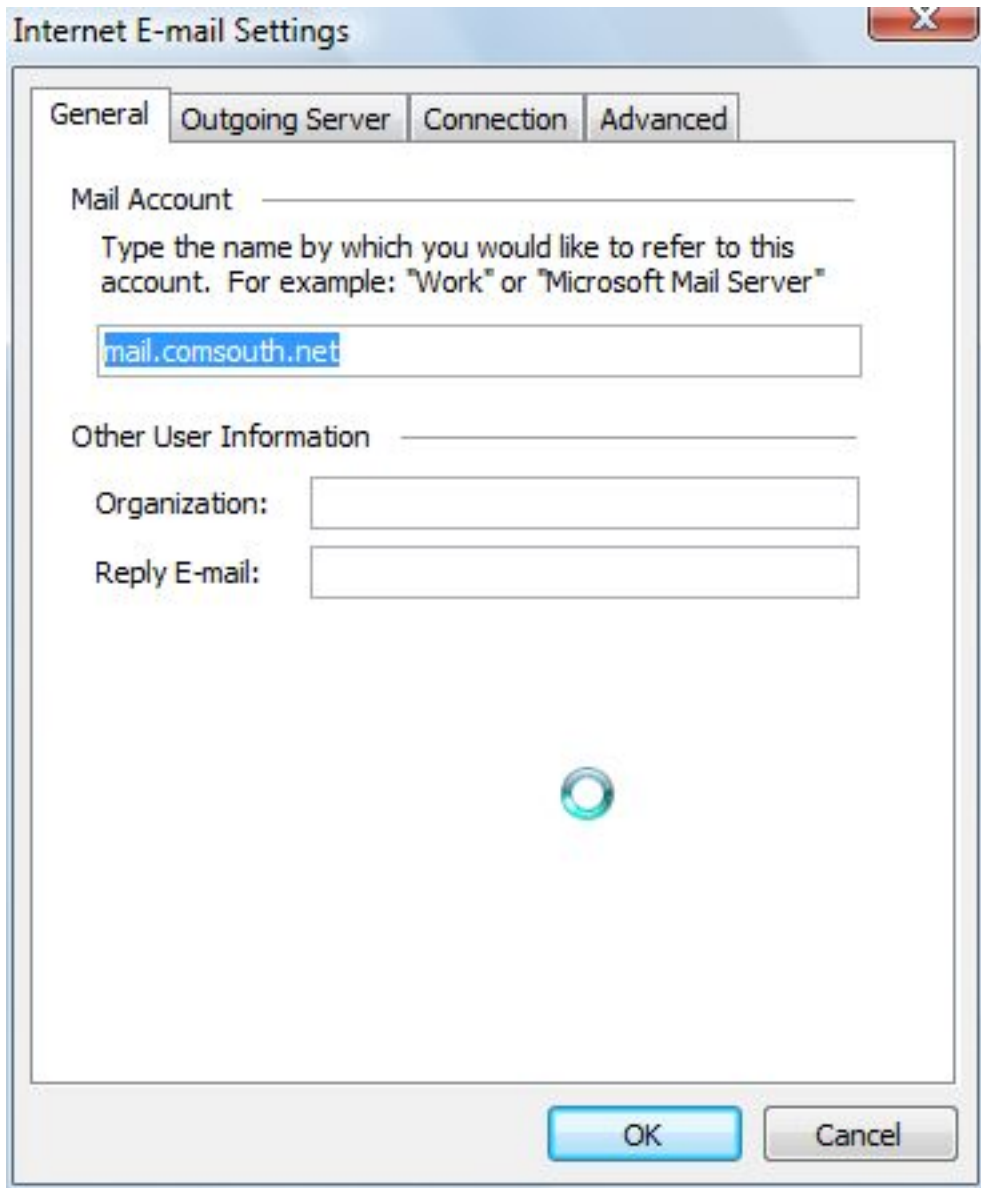 Internet E-mail Settings
X
General
Outgoing Server
Connection
Advanced
Mail Account
Type the name by which you would like to refer to this
account. For example: "Work" or "Microsoft Mail Server"
mail.comsouth.net
Other User Information
Organization:
Reply E-mail:
OK
Cancel